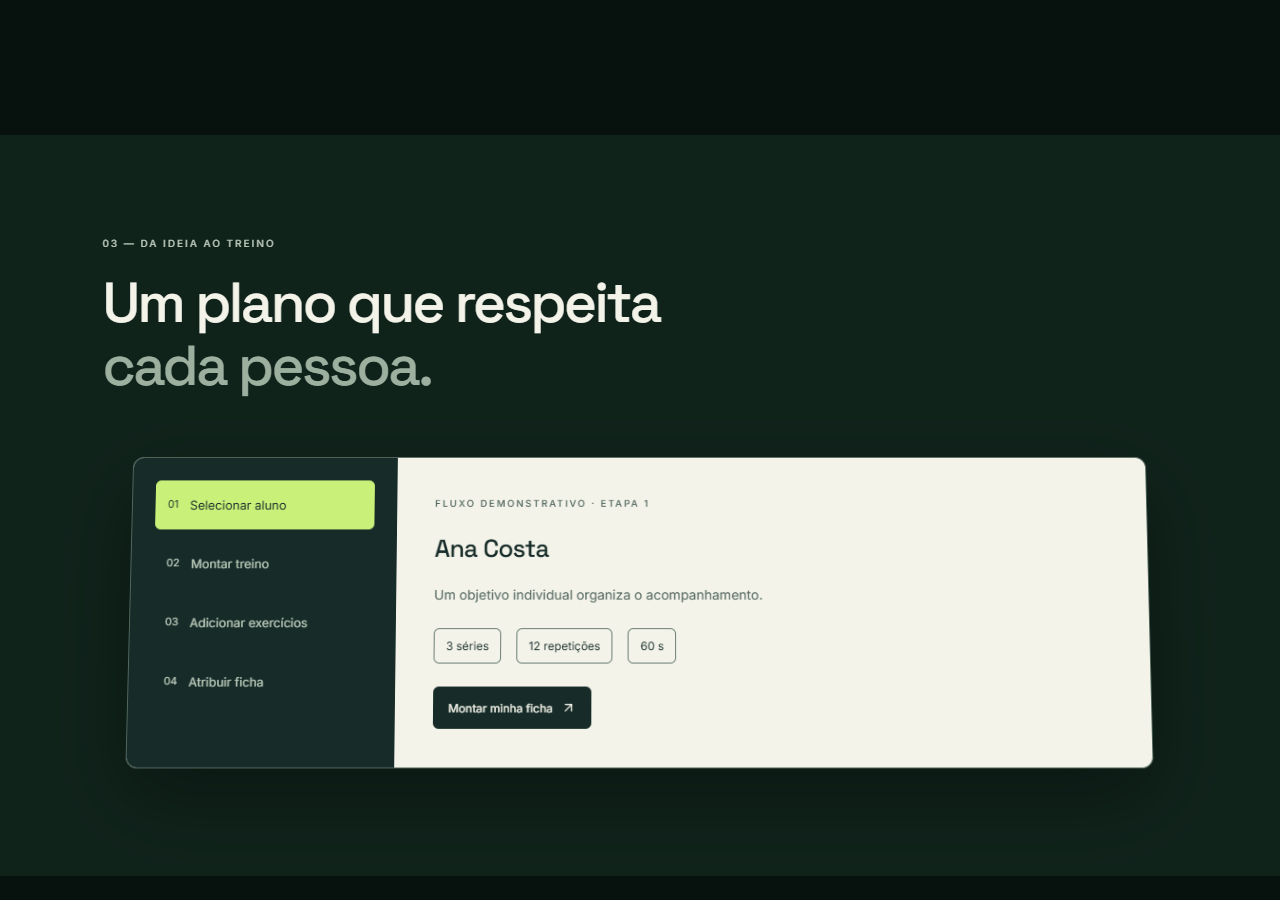 03 — DA IDEIA AO TREINO
Um plano que respeita
cada pessoa.
01 Selecionar aluno
02 Montar treino
03 Adicionar exercícios
04 Atribuir ficha
FLUXO DEMONSTRATIVO · ETAPA 1
Ana Costa
Um objetivo individual organiza o acompanhamento.
3 séries
12 repetições
60 s
Montar minha ficha